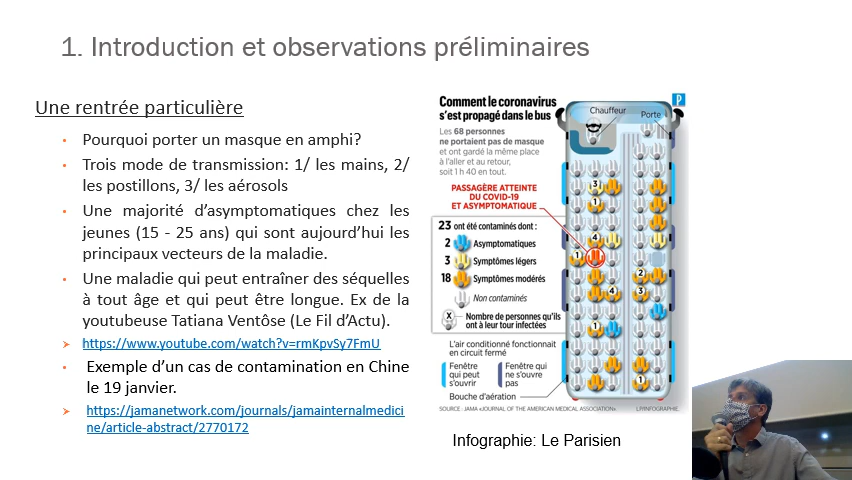 1. Introduction et observations préliminaires
Une rentrée particulière
• Pourquoi porter un masque en amphi?
• Trois mode de transmission: 1/ les mains, 2/
les postillons, 3/ les aérosols
• Une majorité d'asymptomatiques chez les
jeunes (15 - 25 ans) qui sont aujourd'hui les
principaux vecteurs de la maladie.
• Une maladie qui peut entraîner des séquelles
à tout âge et qui peut être longue. Ex de la
youtubeuse Tatiana Ventôse (Le Fil d'Actu).
➢ https://www.youtube.com/watch?v=rmKpvSy7FmU
• Exemple d'un cas de contamination en Chine
le 19 janvier.
➢ https://jamanetwork.com/journals/jamainternalmedici
ne/article-abstract/2770172
Comment le coronavirus
s'est propagé dans le bus
Les 68 personnes
ne portaient pas de masque
et ont gardé la même place
à l'aller et au retour,
soit 1 h 40 en tout.
PASSAGÈRE ATTEINTE
DU COVID-19
ET ASYMPTOMATIQUE
23 ont été contaminés dont :
2 Asymptomatiques
3 Symptômes légers
18 Symptômes modérés
Non contaminés
X Nombre de personnes qu'ils
ont à leur tour infectées
L'air conditionné fonctionnait
en circuit fermé
Fenêtre
qui peut
s'ouvrir
Fenêtre qui
ne s'ouvre
pas
Bouche d'aération
SOURCE : JAMA «JOURNAL OF THE AMERICAN MEDICAL ASSOCIATION»
LP/INFOGRAPHIE
P
Chauffeur
Porte
3
1
4
1
2
4
3
1
1
Infographie: Le Parisien